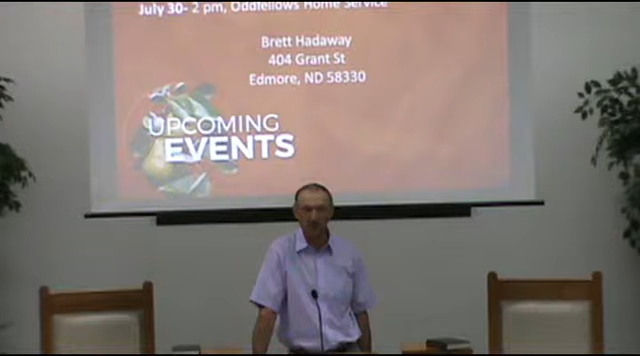 July 30- 2 pm, Oddfellows Home Service
Brett Hadaway
404 Grant St
Edmore, ND 58330
UPCOMING
EVENTS